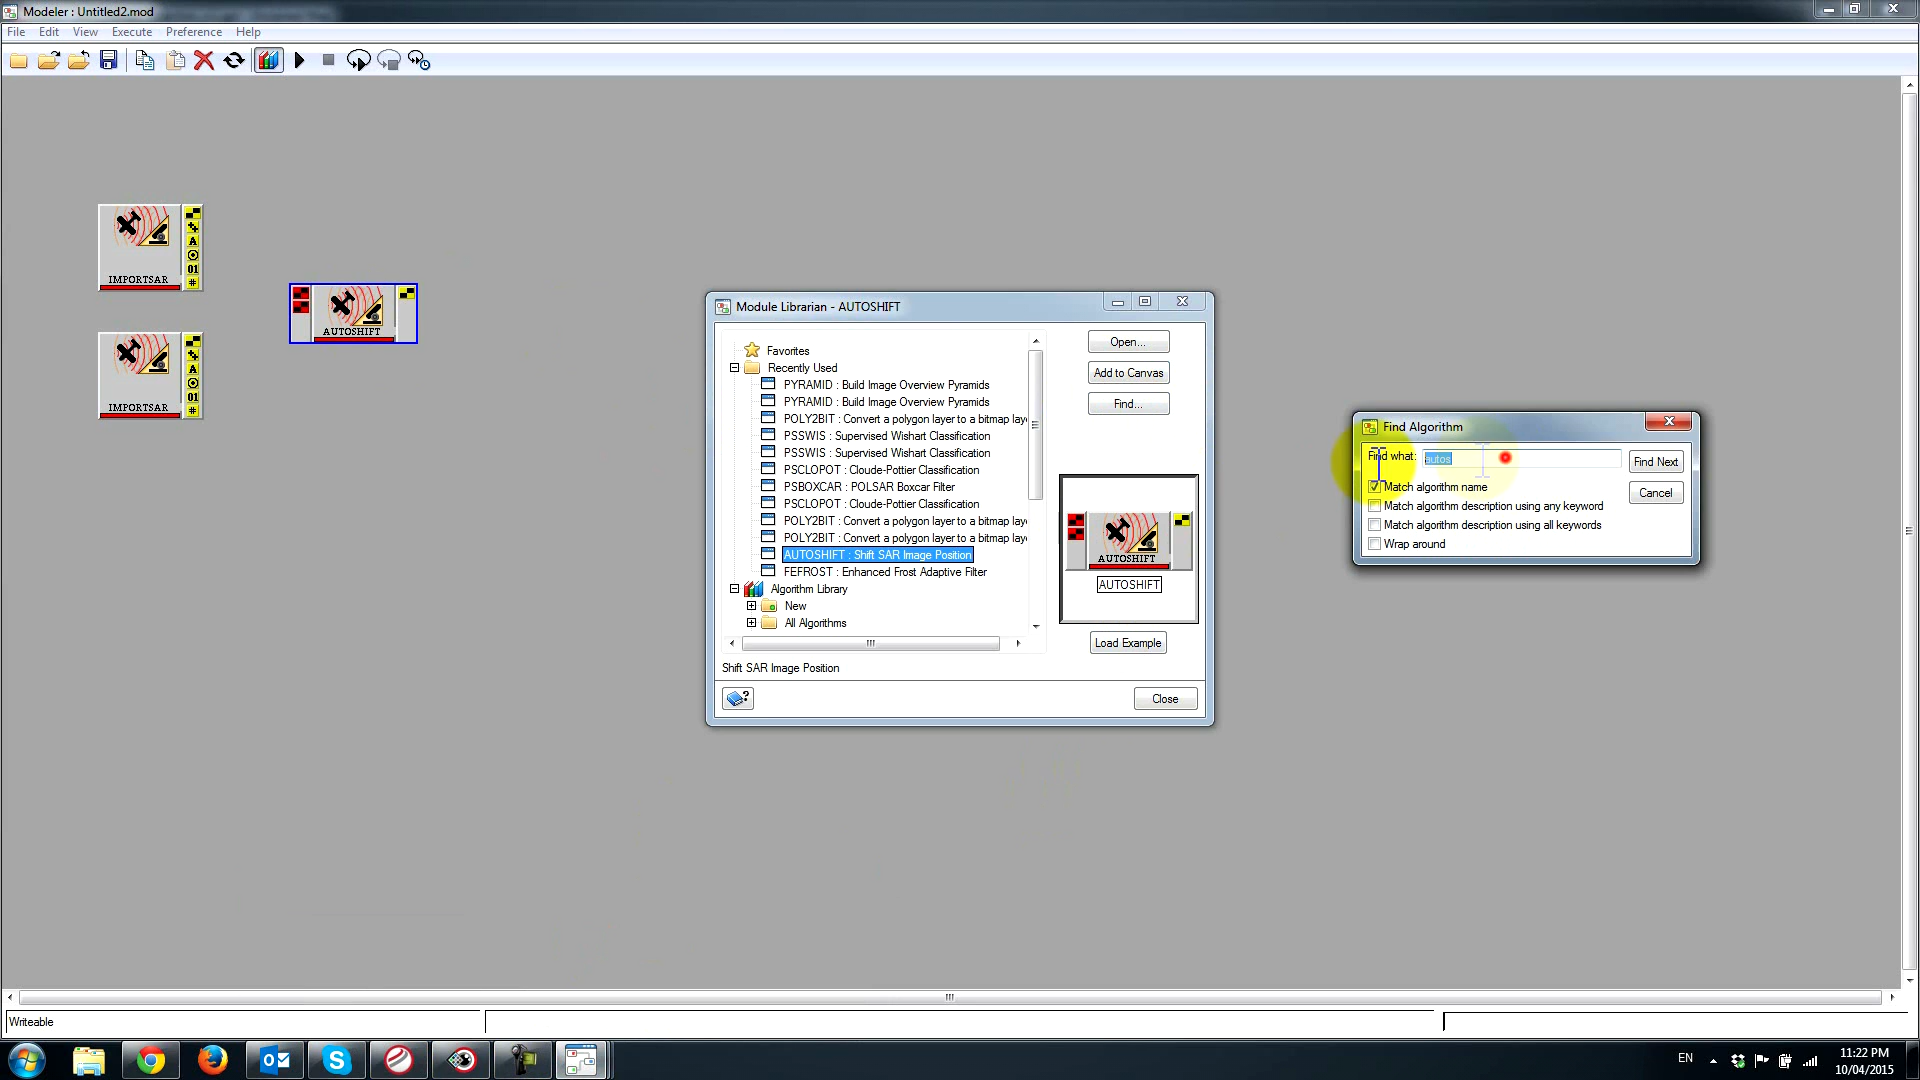 Modeler : Untitled2.mod
File Edit View Execute Preference Help
IMPORTSAR
A
01
#
AUTOSHIFT
IMPORTSAR
A
01
#
Module Librarian - AUTOSHIFT
Favorites
Recently Used
PYRAMID : Build Image Overview Pyramids
PYRAMID : Build Image Overview Pyramids
POLY2BIT : Convert a polygon layer to a bitmap laye
PSSWIS : Supervised Wishart Classification
PSSWIS : Supervised Wishart Classification
PSCLOPOT : Cloude-Pottier Classification
PSBOXCAR : POLSAR Boxcar Filter
PSCLOPOT : Cloude-Pottier Classification
POLY2BIT : Convert a polygon layer to a bitmap laye
POLY2BIT : Convert a polygon layer to a bitmap laye
AUTOSHIFT : Shift SAR Image Position
FEFROST : Enhanced Frost Adaptive Filter
Algorithm Library
New
All Algorithms
Shift SAR Image Position
Open...
Add to Canvas
Find...
AUTOSHIFT
AUTOSHIFT
Load Example
Close
Find Algorithm
Find what: autos
Find Next
Match algorithm name
Cancel
Match algorithm description using any keyword
Match algorithm description using all keywords
Wrap around
Writeable
EN
11:22 PM
10/04/2015